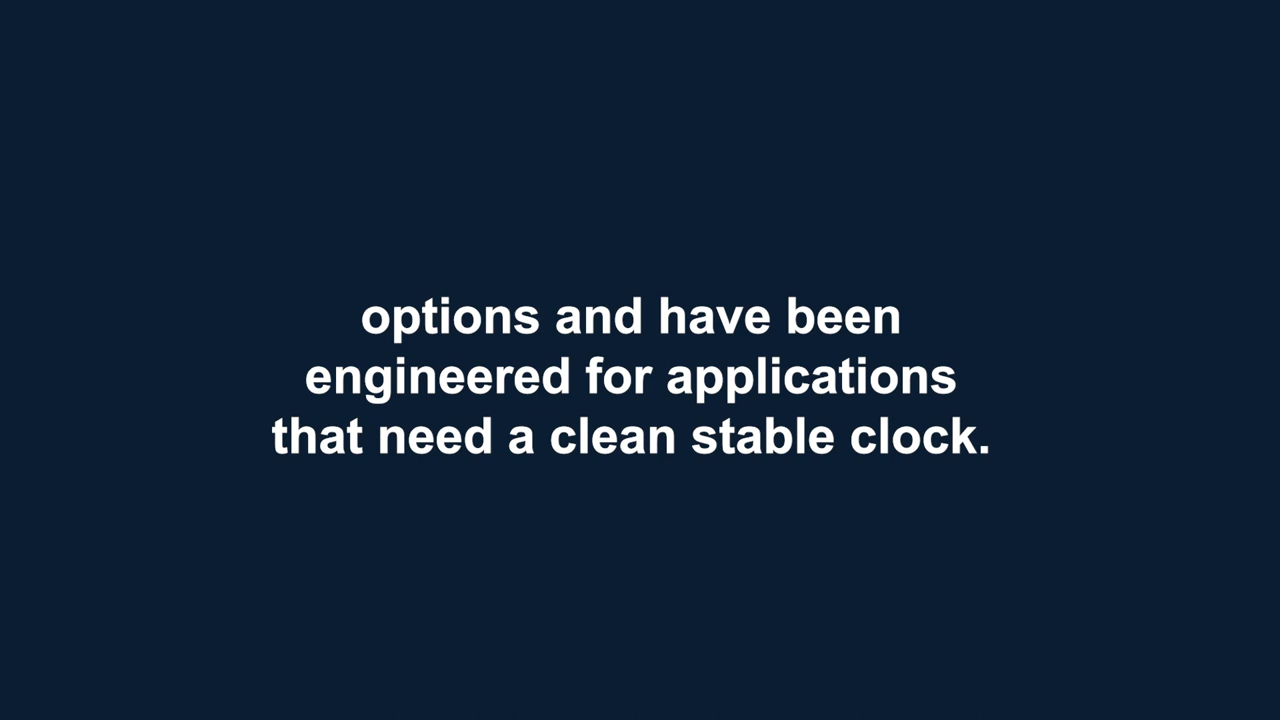 options and have been
engineered for applications
that need a clean stable clock.